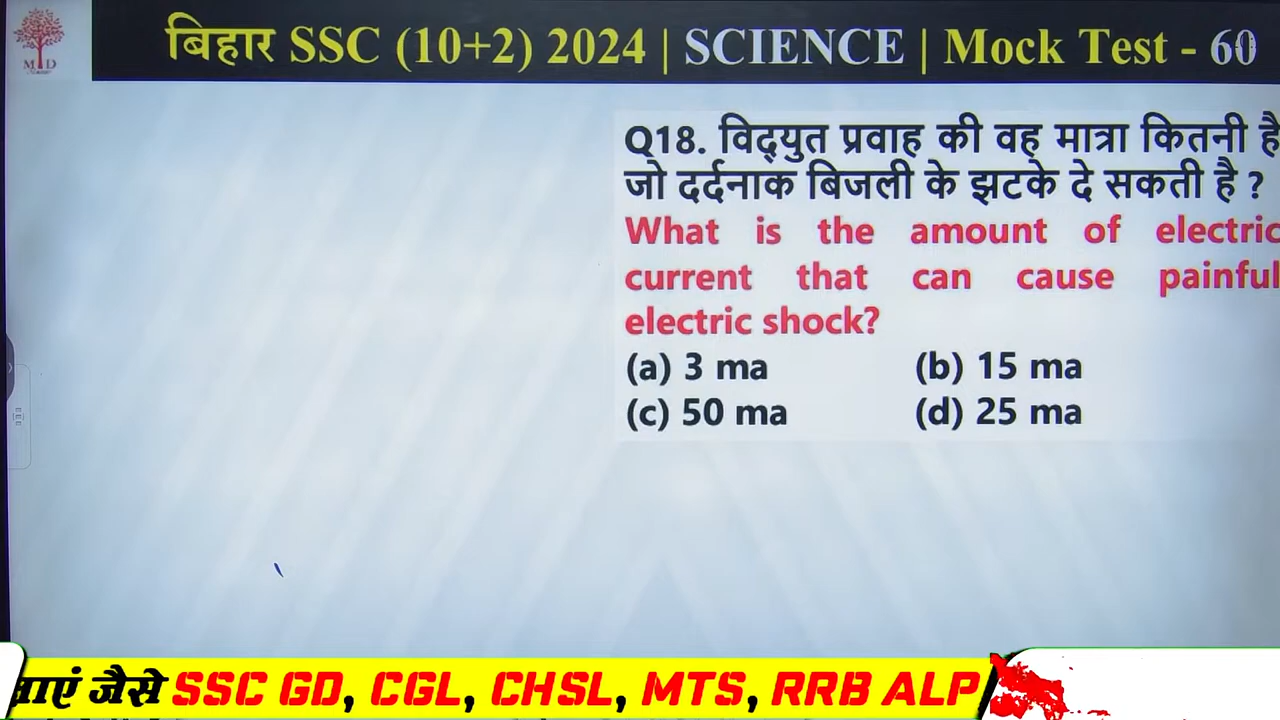 बिहार SSC (10+2) 2024 | SCIENCE | Mock Test - 60
Q18. विद्युत प्रवाह की वह मात्रा कितनी है
जो दर्दनाक बिजली के झटके दे सकती है ?
What is the amount of electric
current that can cause painful
electric shock?
(a) 3 ma (b) 15 ma
(c) 50 ma (d) 25 ma
जैसे SSC GD, CGL, CHSL, MTS, RRB ALP